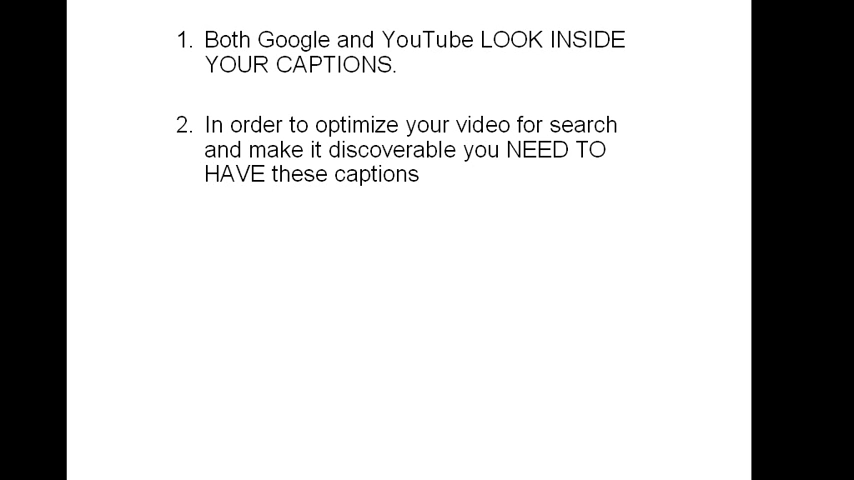 1. Both Google and YouTube LOOK INSIDE
YOUR CAPTIONS.
2. In order to optimize your video for search
and make it discoverable you NEED TO
HAVE these captions